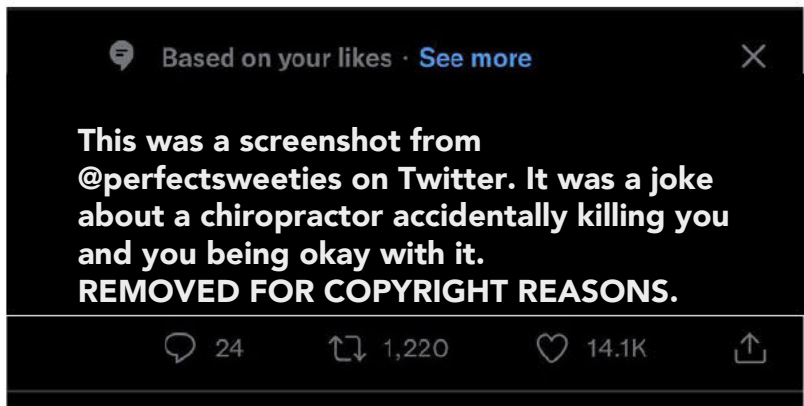 Based on your likes · See more
This was a screenshot from
@perfectsweeties on Twitter. It was a joke
about a chiropractor accidentally killing you
and you being okay with it.
REMOVED FOR COPYRIGHT REASONS.
24 1,220 14.1K